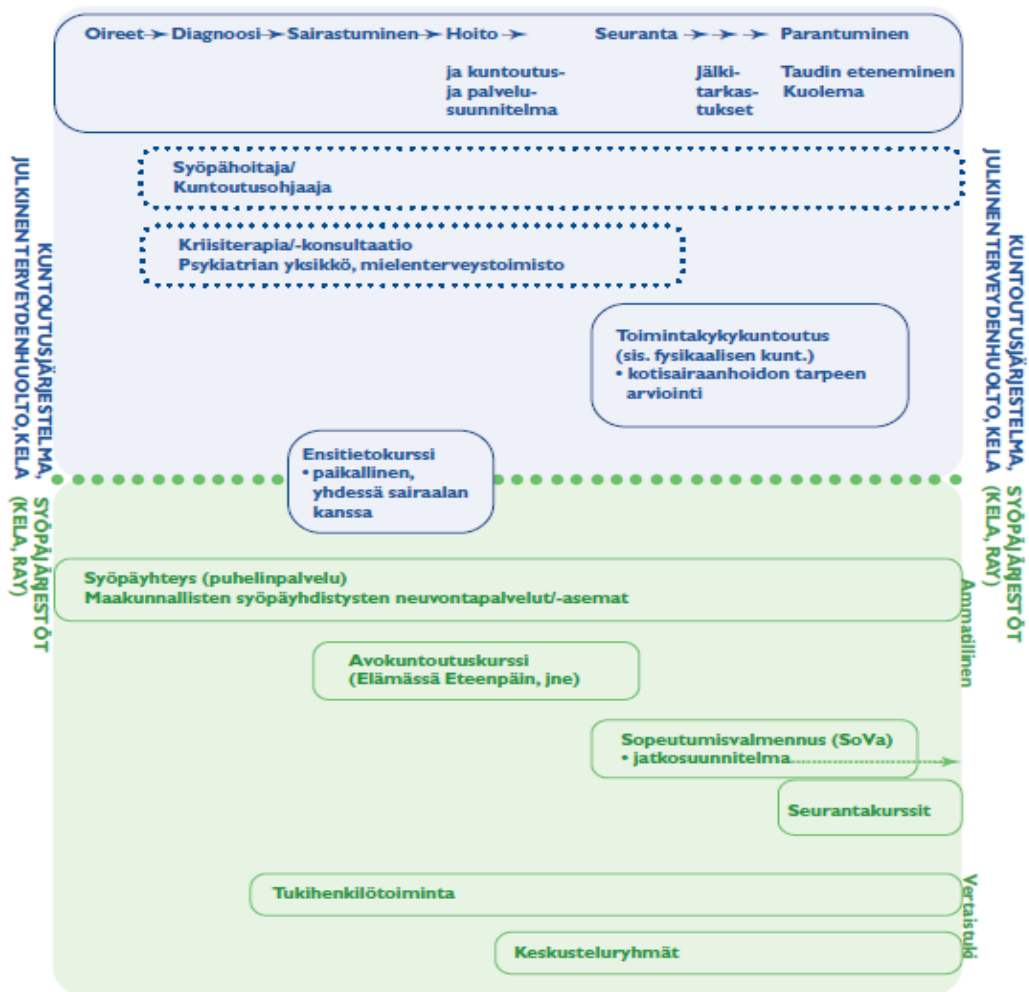 Oireet → Diagnoosi → Sairastuminen → Hoito → Seuranta → → → Parantuminen
ja kuntoutus-
ja palvelu-
suunnitelma
Jälki-
tarkas-
tukset
Taudin eteneminen
Kuolema
Syöpähoitaja/
Kuntoutusohjaaja
Kriisiterapia/-konsultaatio
Psykiatrian yksikkö, mielenterveystoimisto
Toimintakykykuntoutus
(sis. fysikaalisen kunt.)
• kotisairaanhoidon tarpeen
arviointi
Ensitietokurssi
• paikallinen,
yhdessä sairaalan
kanssa
Syöpäyhteys (puhelinpalvelu)
Maakunnallisten syöpäyhdistysten neuvontapalvelut/-asemat
Avokuntoutuskurssi
(Elämässä Eteenpäin, jne)
Sopeutumisvalmennus (SoVa)
• jatkosuunnitelma
Seurantakurssit
Tukihenkilötoiminta
Keskusteluryhmät
KUNTOUTUSJÄRJESTELMA,
JULKINEN TERVEYDENHUOLTO, KELA
SYÖPÄJÄRJESTÖT
(KELA, RAY)
KUNTOUTUSJÄRJESTELMA,
JULKINEN TERVEYDENHUOLTO, KELA
SYÖPÄJÄRJESTÖT
(KELA, RAY)
Ammatillinen
Vertaistuki